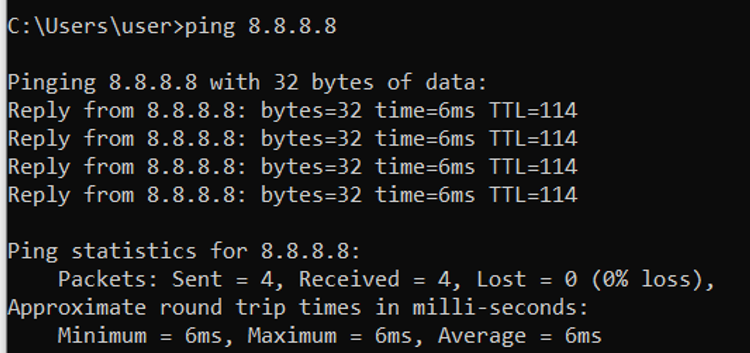 C:\Users\user>ping 8.8.8.8
Pinging 8.8.8.8 with 32 bytes of data:
Reply from 8.8.8.8: bytes=32 time=6ms TTL=114
Reply from 8.8.8.8: bytes=32 time=6ms TTL=114
Reply from 8.8.8.8: bytes=32 time=6ms TTL=114
Reply from 8.8.8.8: bytes=32 time=6ms TTL=114
Ping statistics for 8.8.8.8:
    Packets: Sent = 4, Received = 4, Lost = 0 (0% loss),
Approximate round trip times in milli-seconds:
    Minimum = 6ms, Maximum = 6ms, Average = 6ms